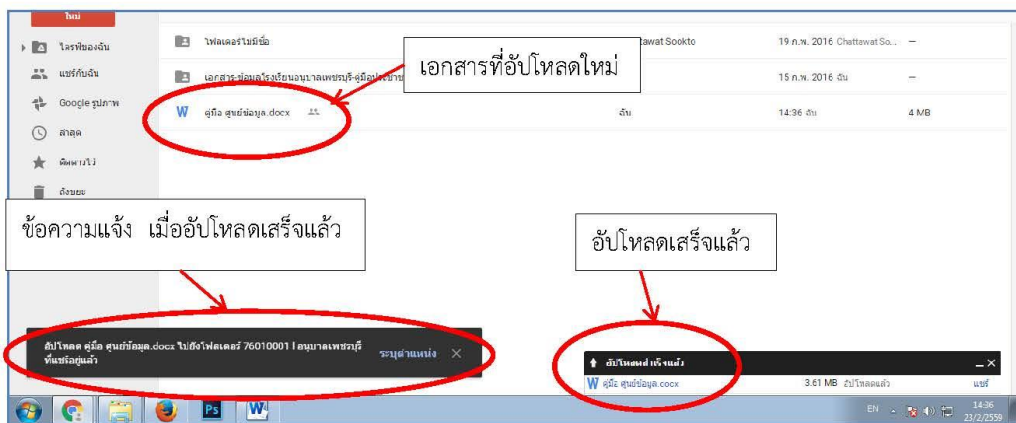 ใหม่
ไดรฟ์ของฉัน
แชร์กับฉัน
Google รูปภาพ
ล่าสุด
ติดดาวไว้
ถังขยะ
โฟลเดอร์ไม่มีชื่อ
tawat Sookto
19 ก.พ. 2016 Chattawat So... –
เอกสาร-ข้อมูลโรงเรียนอนุบาลเพชรบุรี-คู่มือประชาช
15 ก.พ. 2016 ฉัน –
คู่มือ ศูนย์ข้อมูล.docx
ฉัน
14:36 ฉัน
4 MB
เอกสารที่อัปโหลดใหม่
ข้อความแจ้ง เมื่ออัปโหลดเสร็จแล้ว
อัปโหลดเสร็จแล้ว
อัปโหลด คู่มือ ศูนย์ข้อมูล.docx ไปยังโฟลเดอร์ 76010001 l อนุบาลเพชรบุรี
ที่แชร์อยู่แล้ว
ระบุตำแหน่ง
อัปโหลดสำเร็จแล้ว
คู่มือ ศูนย์ข้อมูล.docx
3.61 MB อัปโหลดแล้ว
แชร์
Ps
W
EN
14:36
23/2/2559